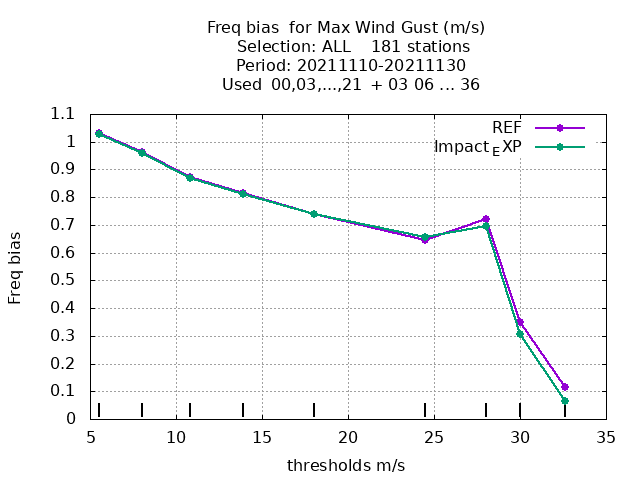 Freq bias  for Max Wind Gust (m/s)
Selection: ALL    181 stations
Period: 20211110-20211130
Used  00,03,...,21  + 03 06 ... 36
REF
Impact_EXP
Freq bias
1.1
1
0.9
0.8
0.7
0.6
0.5
0.4
0.3
0.2
0.1
0
5 10 15 20 25 30 35
thresholds m/s